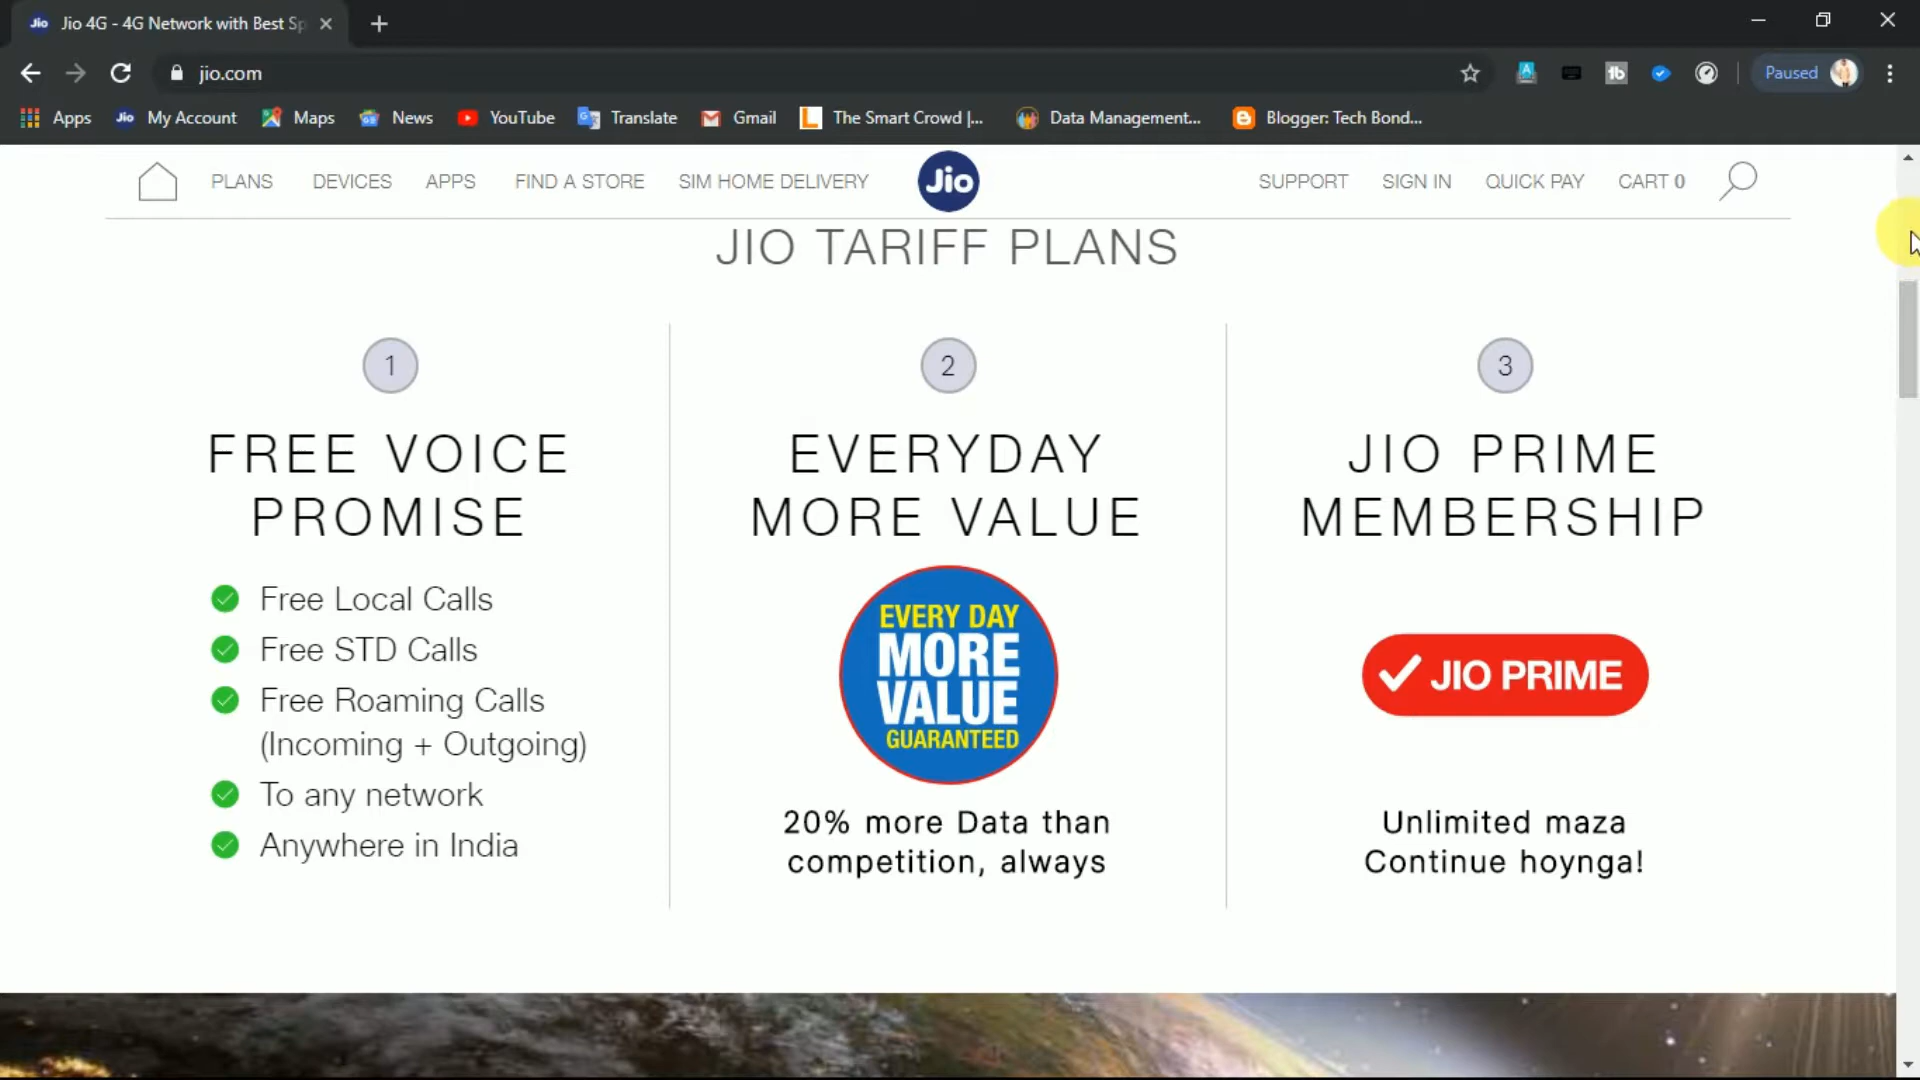 Jio 4G - 4G Network with Best Sp
jio.com
Paused
Apps My Account Maps News YouTube Translate Gmail The Smart Crowd |... Data Management... Blogger: Tech Bond...
PLANS DEVICES APPS FIND A STORE SIM HOME DELIVERY Jio SUPPORT SIGN IN QUICK PAY CART 0
JIO TARIFF PLANS
1
FREE VOICE
PROMISE
Free Local Calls
Free STD Calls
Free Roaming Calls
(Incoming + Outgoing)
To any network
Anywhere in India
2
EVERYDAY
MORE VALUE
EVERY DAY
MORE
VALUE
GUARANTEED
20% more Data than
competition, always
3
JIO PRIME
MEMBERSHIP
JIO PRIME
Unlimited maza
Continue hoynga!